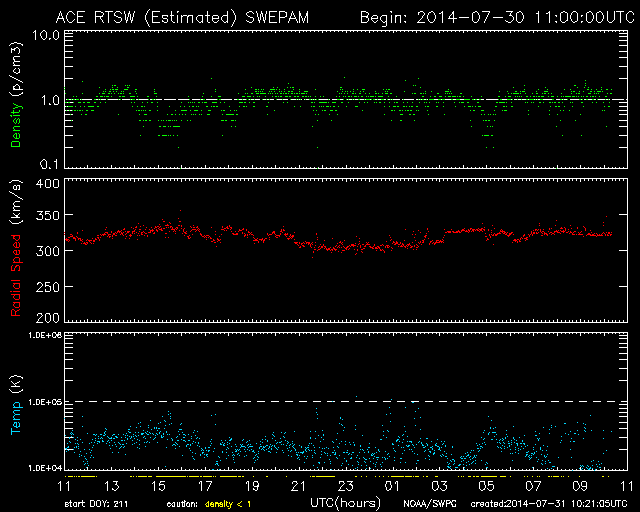 ACE RTSW (Estimated) SWEPAM Begin: 2014-07-30 11:00:00UTC
10.0
Density (p/cm3)
1.0
0.1
400
350
Radial Speed (km/s)
300
250
200
1.0E+06
Temp (K)
1.0E+05
1.0E+04
11 13 15 17 19 21 23 01 03 05 07 09 11
start DOY: 211 caution: density < 1 UTC(hours) NOAA/SWPC created:2014-07-31 10:21:05UTC